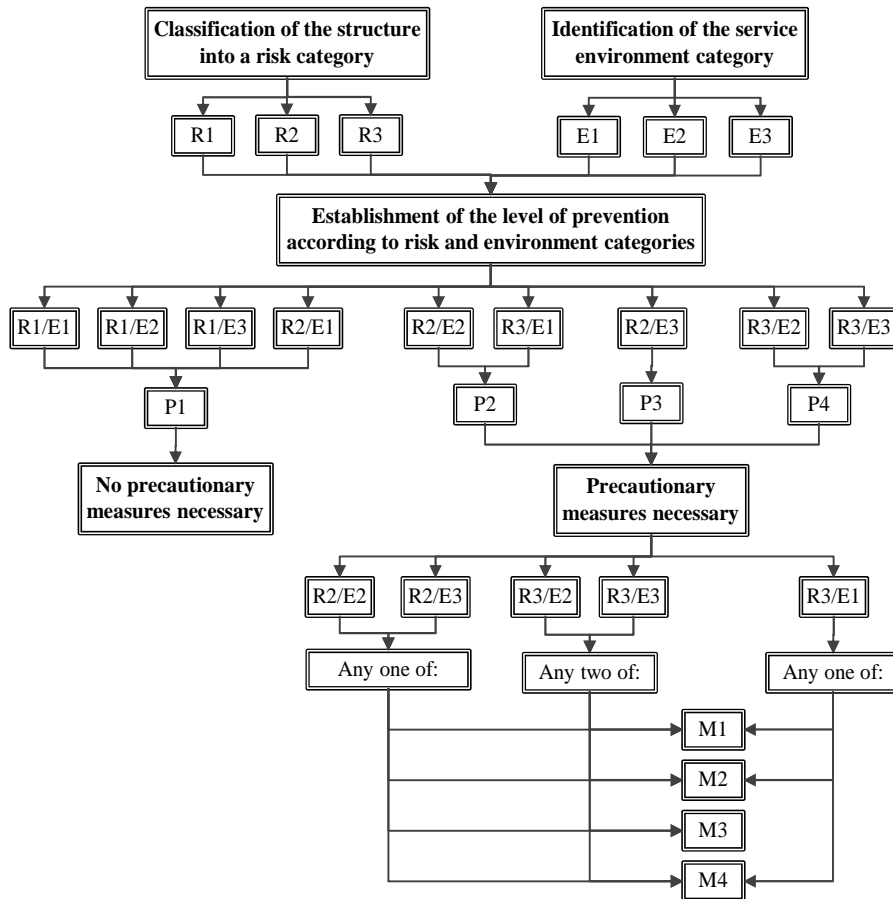 Classification of the structure
into a risk category
Identification of the service
environment category
R1
R2
R3
E1
E2
E3
Establishment of the level of prevention
according to risk and environment categories
R1/E1
R1/E2
R1/E3
R2/E1
R2/E2
R3/E1
R2/E3
R3/E2
R3/E3
P1
P2
P3
P4
No precautionary
measures necessary
Precautionary
measures necessary
R2/E2
R2/E3
R3/E2
R3/E3
R3/E1
Any one of:
Any two of:
Any one of:
M1
M2
M3
M4